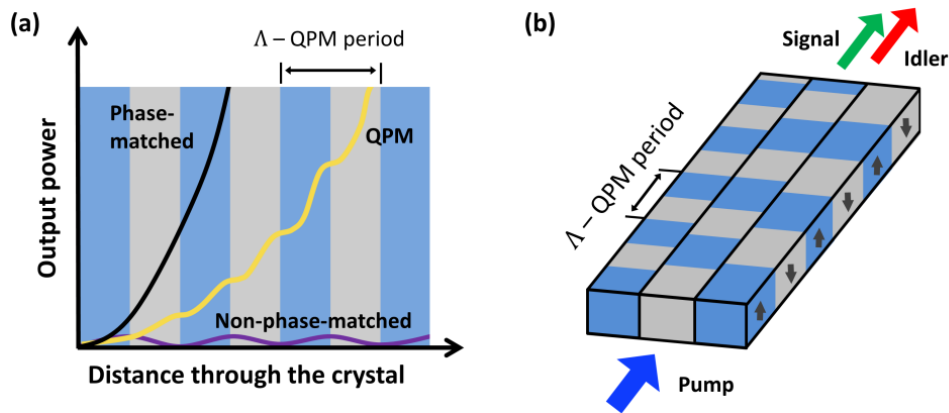 (a)
Λ – QPM period
Phase-
matched
QPM
Non-phase-matched
Output power
Distance through the crystal
(b)
Signal
Idler
Λ – QPM period
Pump